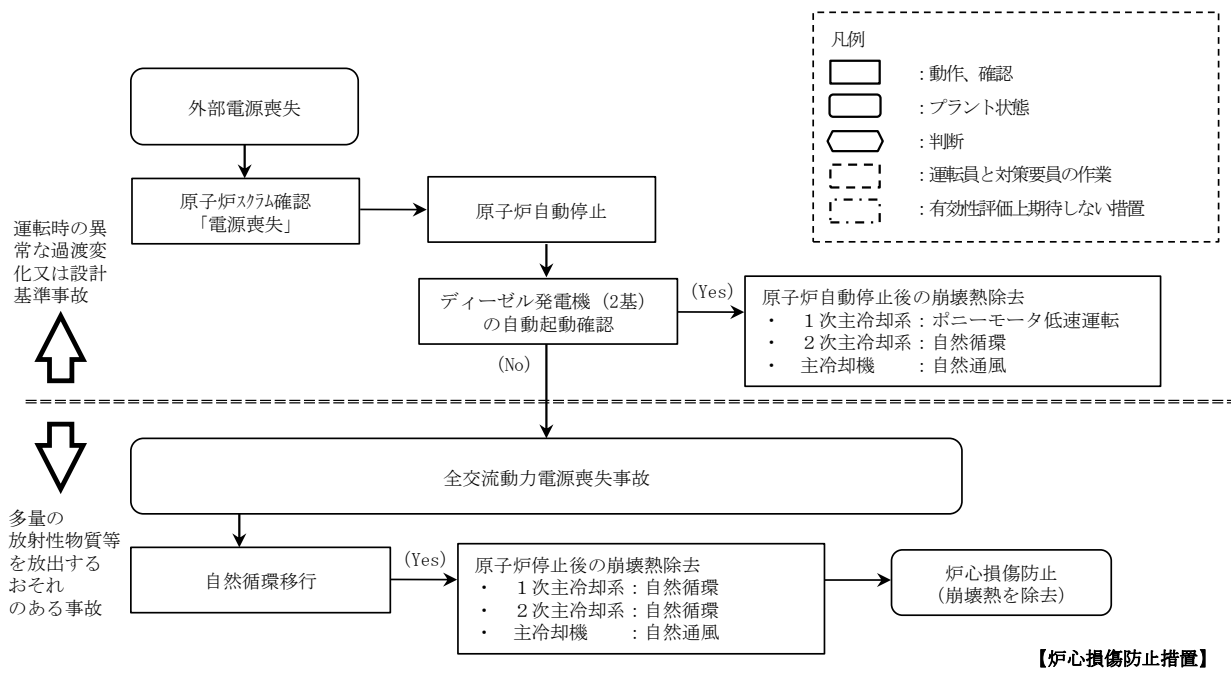 外部電源喪失
原子炉ｽｸﾗﾑ確認
「電源喪失」
原子炉自動停止
ディーゼル発電機（2基）
の自動起動確認
(Yes)
(No)
原子炉自動停止後の崩壊熱除去
・　１次主冷却系：ポニーモータ低速運転
・　２次主冷却系：自然循環
・　主冷却機　　：自然通風
凡例
：動作、確認
：プラント状態
：判断
：運転員と対策要員の作業
：有効性評価上期待しない措置
運転時の異
常な過渡変
化又は設計
基準事故
多量の
放射性物質等
を放出する
おそれ
のある事故
全交流動力電源喪失事故
自然循環移行
(Yes)
原子炉停止後の崩壊熱除去
・　１次主冷却系：自然循環
・　２次主冷却系：自然循環
・　主冷却機　　：自然通風
炉心損傷防止
（崩壊熱を除去）
【炉心損傷防止措置】